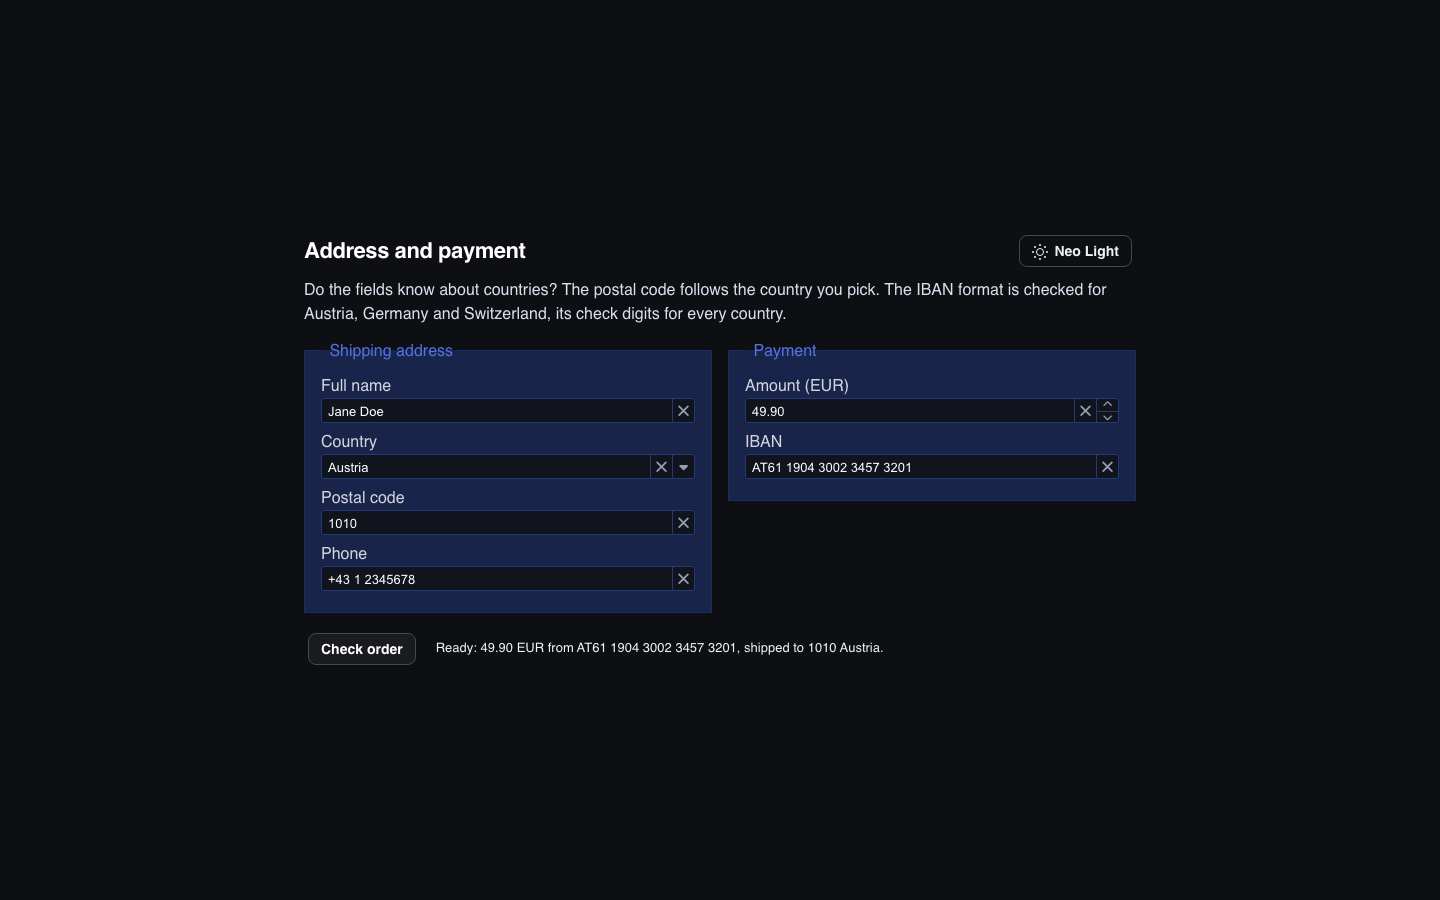 Address and payment
Neo Light
Do the fields know about countries? The postal code follows the country you pick. The IBAN format is checked for
Austria, Germany and Switzerland, its check digits for every country.
Shipping address
Full name
Jane Doe
Country
Austria
Postal code
1010
Phone
+43 1 2345678
Payment
Amount (EUR)
49.90
IBAN
AT61 1904 3002 3457 3201
Check order
Ready: 49.90 EUR from AT61 1904 3002 3457 3201, shipped to 1010 Austria.